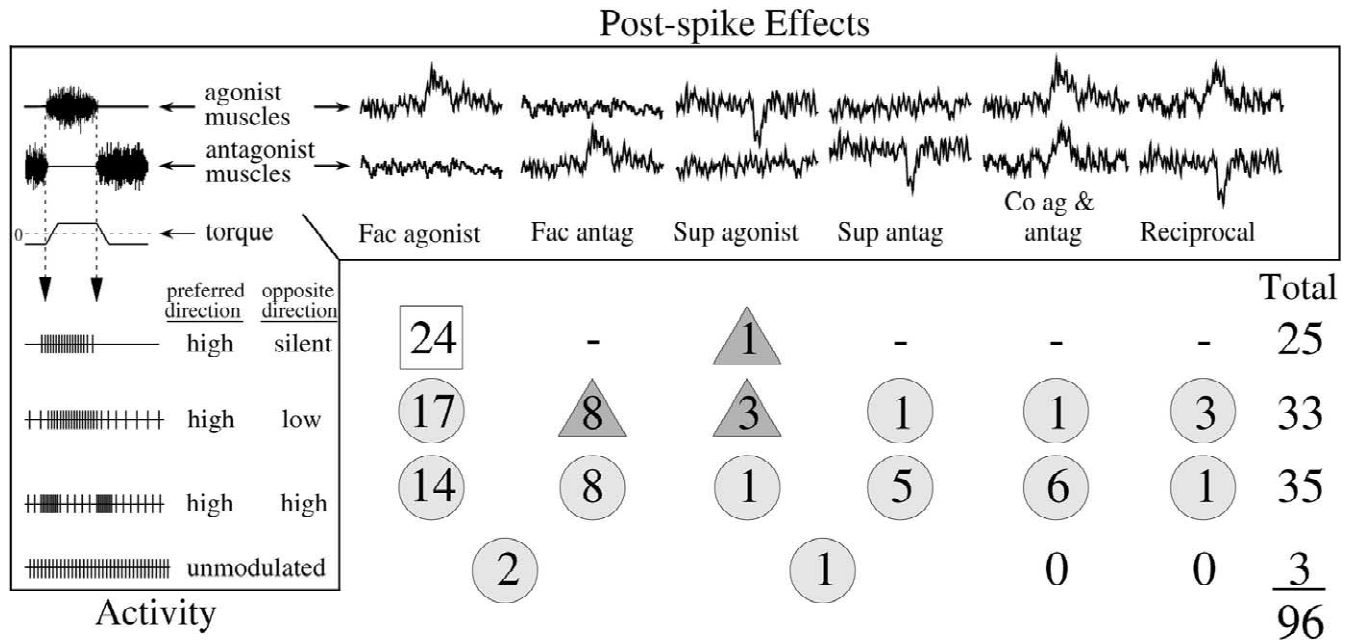 Post-spike Effects
agonist
muscles
antagonist
muscles
0
torque
Co ag &
Fac agonist Fac antag Sup agonist Sup antag antag Reciprocal
preferred opposite
direction direction
Total
high silent 24 - 1 - - - 25
high low 17 8 3 1 1 3 33
high high 14 8 1 5 6 1 35
unmodulated 2 1 0 0 3
Activity 96